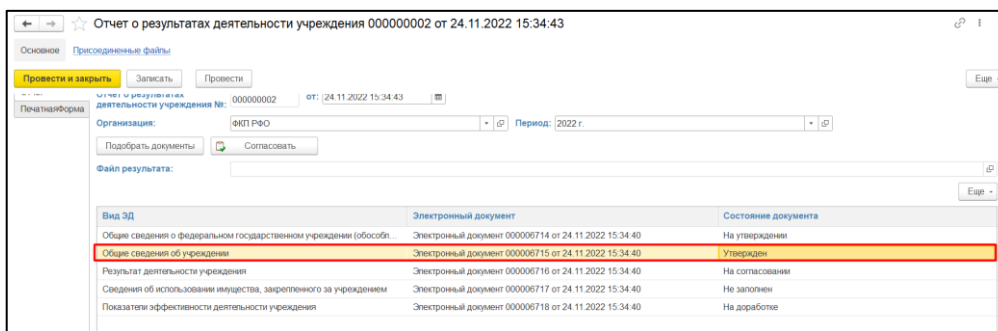 Отчет о результатах деятельности учреждения 000000002 от 24.11.2022 15:34:43
Основное Присоединенные файлы
Провести и закрыть Записать Провести Еще
Отчет о результатах
деятельности учреждения №: 000000002 от: 24.11.2022 15:34:43
ПечатнаяФорма
Организация: ФКП РФО Период: 2022 г.
Подобрать документы Согласовать
Файл результата:
Еще
Вид ЭД Электронный документ Состояние документа
Общие сведения о федеральном государственном учреждении (обособл... Электронный документ 000006714 от 24.11.2022 15:34:40 На утверждении
Общие сведения об учреждении Электронный документ 000006715 от 24.11.2022 15:34:40 Утвержден
Результат деятельности учреждения Электронный документ 000006716 от 24.11.2022 15:34:40 На согласовании
Сведения об использовании имущества, закрепленного за учреждением Электронный документ 000006717 от 24.11.2022 15:34:40 Не заполнен
Показатели эффективности деятельности учреждения Электронный документ 000006718 от 24.11.2022 15:34:40 На доработке